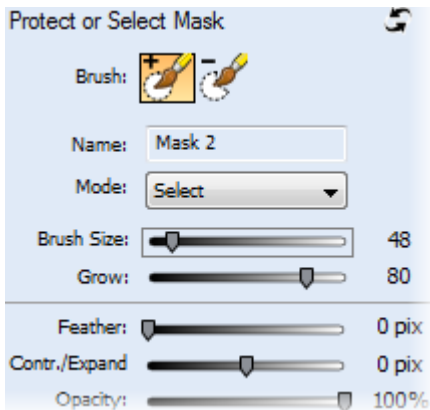 Protect or Select Mask
Brush:
Name: Mask 2
Mode: Select
Brush Size: 48
Grow: 80
Feather: 0 pix
Contr./Expand 0 pix
Opacity: 100%